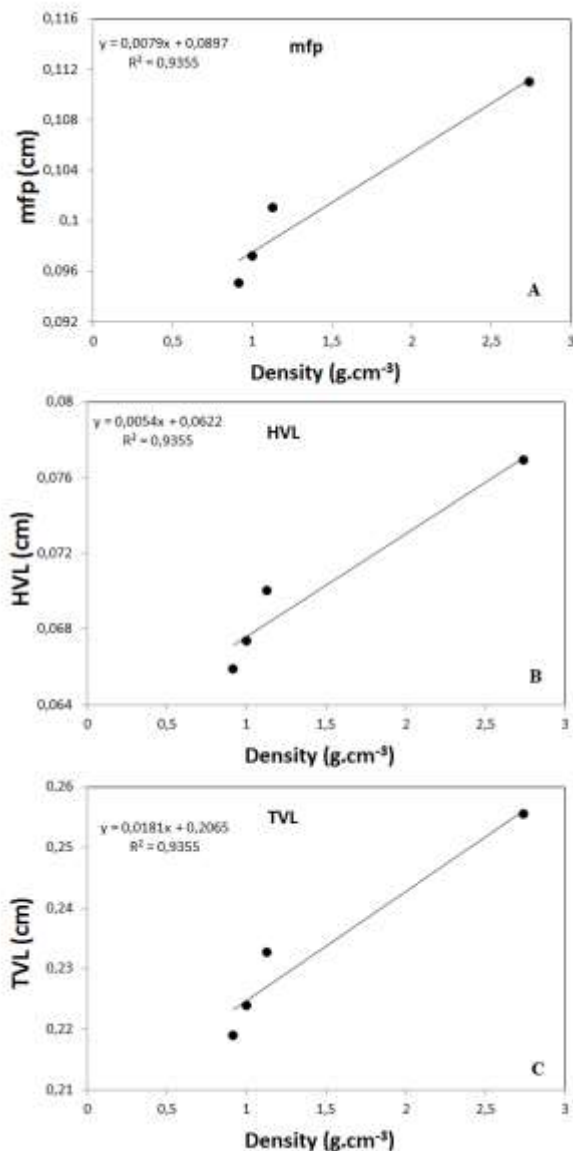 0,116
y = 0,0079x + 0,0897
R² = 0,9355
mfp
0,112
0,108
0,104
0,1
0,096
0,092
mfp (cm)
A
0 0,5 1 1,5 2 2,5 3
Density (g.cm⁻³)
0,08
y = 0,0054x + 0,0622
R² = 0,9355
HVL
0,076
0,072
0,068
0,064
HVL (cm)
B
0 0,5 1 1,5 2 2,5 3
Density (g.cm⁻³)
0,26
y = 0,0181x + 0,2065
R² = 0,9355
TVL
0,25
0,24
0,23
0,22
0,21
TVL (cm)
C
0 0,5 1 1,5 2 2,5 3
Density (g.cm⁻³)